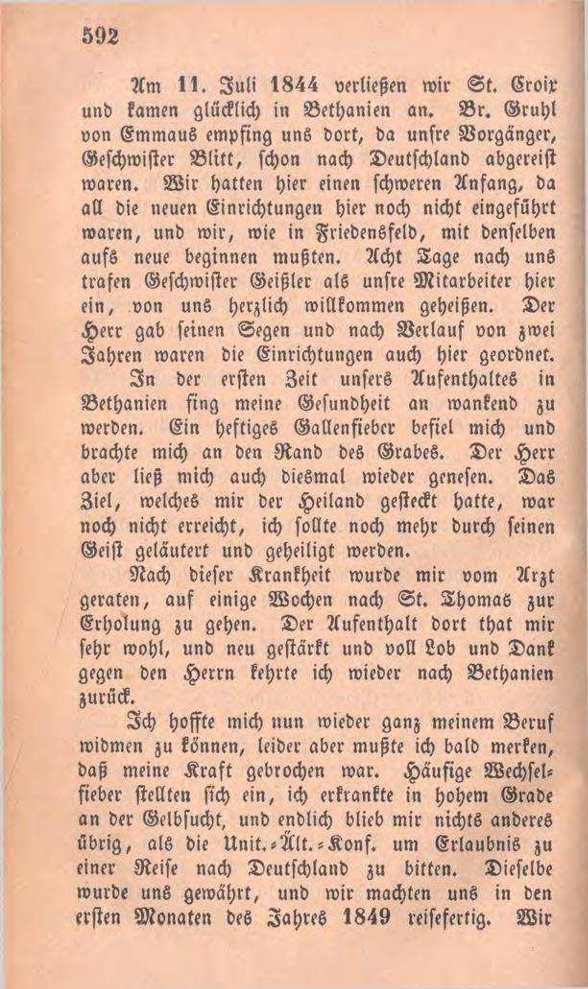 592
Am 11. Juli 1844 verließen wir St. Croix
und kamen glücklich in Bethanien an. Br. Gruhl
von Emmaus empfing uns dort, da unsre Vorgänger,
Geschwister Blitt, schon nach Deutschland abgereist
waren. Wir hatten hier einen schweren Anfang, da
all die neuen Einrichtungen hier noch nicht eingeführt
waren, und wir, wie in Friedensfeld, mit denselben
aufs neue beginnen mußten. Acht Tage nach uns
trafen Geschwister Geißler als unsre Mitarbeiter hier
ein, von uns herzlich willkommen geheißen. Der
Herr gab seinen Segen und nach Verlauf von zwei
Jahren waren die Einrichtungen auch hier geordnet.
In der ersten Zeit unsers Aufenthaltes in
Bethanien fing meine Gesundheit an wankend zu
werden. Ein heftiges Gallenfieber befiel mich und
brachte mich an den Rand des Grabes. Der Herr
aber ließ mich auch diesmal wieder genesen. Das
Ziel, welches mir der Heiland gesteckt hatte, war
noch nicht erreicht, ich sollte noch mehr durch seinen
Geist geläutert und geheiligt werden.
Nach dieser Krankheit wurde mir vom Arzt
geraten, auf einige Wochen nach St. Thomas zur
Erholung zu gehen. Der Aufenthalt dort that mir
sehr wohl, und neu gestärkt und voll Lob und Dank
gegen den Herrn kehrte ich wieder nach Bethanien
zurück.
Ich hoffte mich nun wieder ganz meinem Beruf
widmen zu können, leider aber mußte ich bald merken,
daß meine Kraft gebrochen war. Häufige Wechsel-
fieber stellten sich ein, ich erkrankte in hohem Grade
an der Gelbsucht, und endlich blieb mir nichts anderes
übrig, als die Unit.-Ält.-Konf. um Erlaubnis zu
einer Reise nach Deutschland zu bitten. Dieselbe
wurde uns gewährt, und wir machten uns in den
ersten Monaten des Jahres 1849 reisefertig. Wir